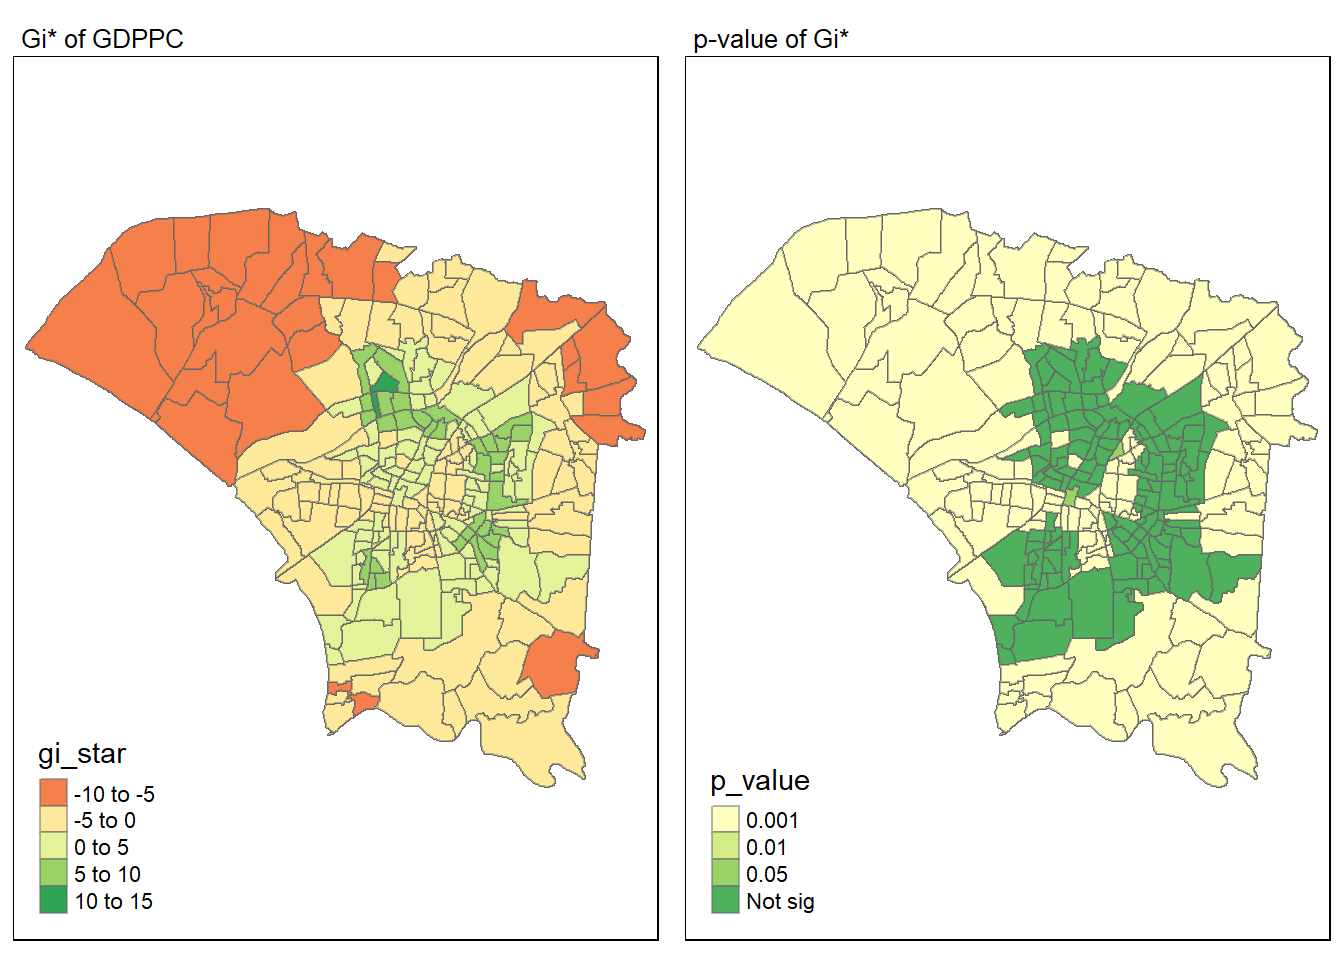 Gi* of GDPPC
gi_star
-10 to -5
-5 to 0
0 to 5
5 to 10
10 to 15
p-value of Gi*
p_value
0.001
0.01
0.05
Not sig